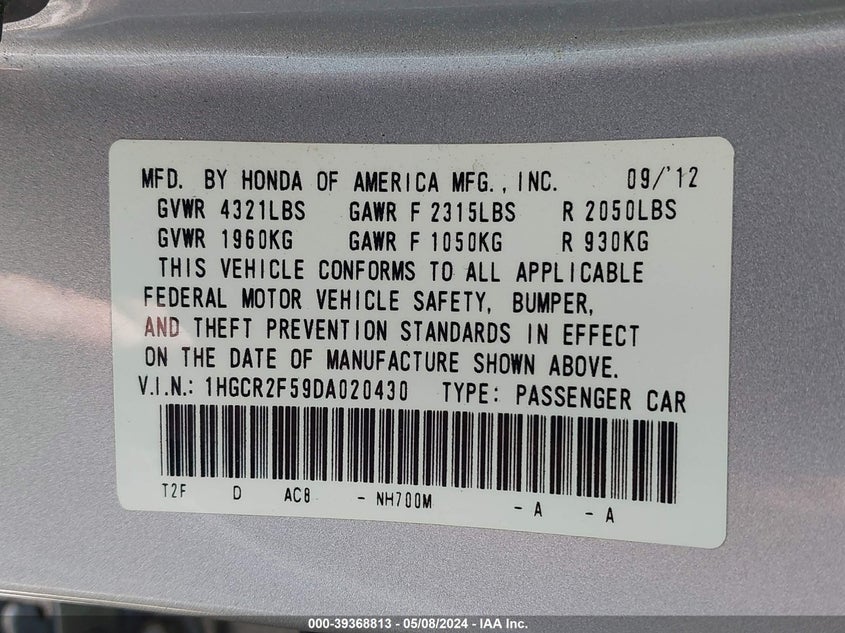 MFD. BY HONDA OF AMERICA MFG., INC. 09/'12
GVWR 4321LBS GAWR F 2315LBS R 2050LBS
GVWR 1960KG GAWR F 1050KG R 930KG
THIS VEHICLE CONFORMS TO ALL APPLICABLE
FEDERAL MOTOR VEHICLE SAFETY, BUMPER,
AND THEFT PREVENTION STANDARDS IN EFFECT
ON THE DATE OF MANUFACTURE SHOWN ABOVE.
V.I.N.: 1HGCR2F59DA020430 TYPE: PASSENGER CAR
T2F D AC8 - NH700M - A - A
000-39368813 - 05/08/2024 - IAA Inc.